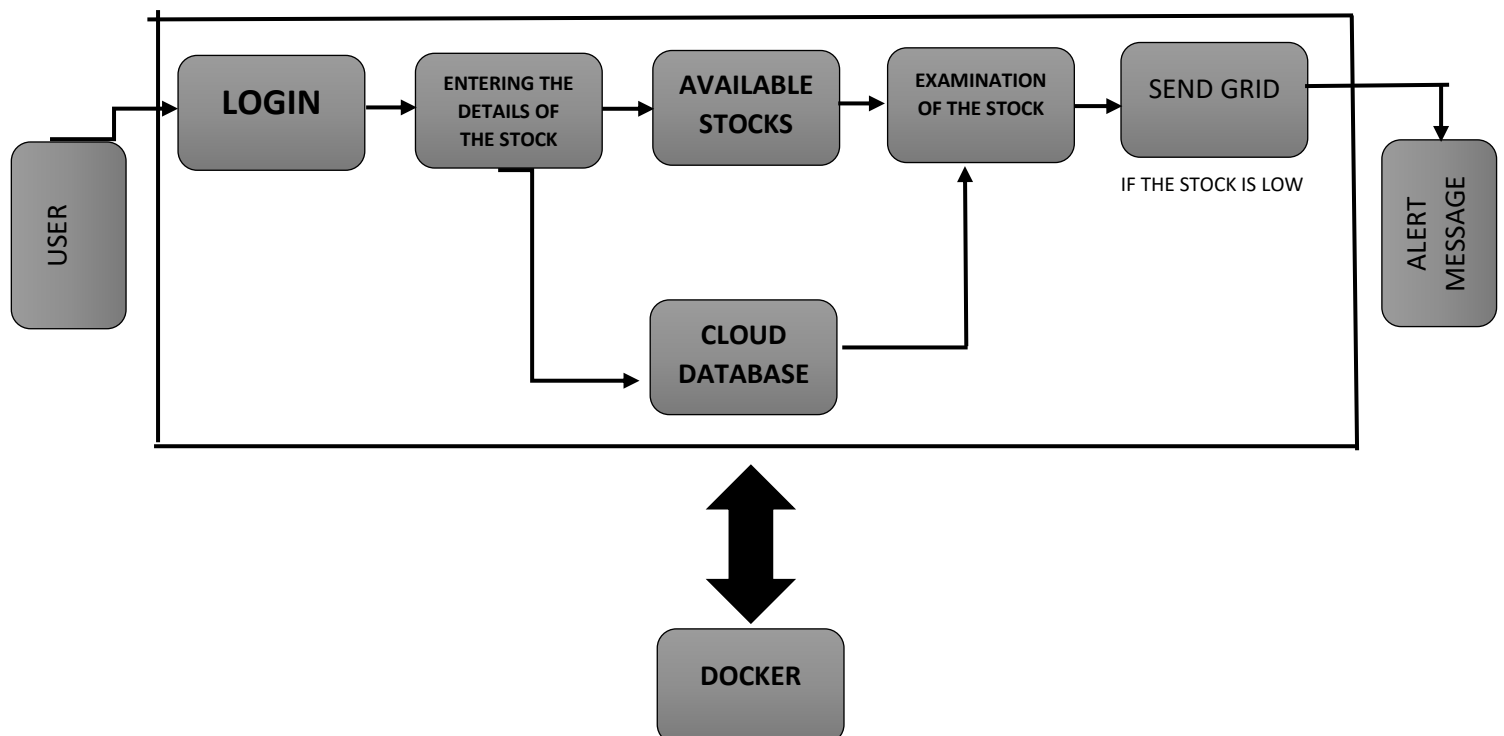 USER
LOGIN
ENTERING THE
DETAILS OF
THE STOCK
AVAILABLE
STOCKS
EXAMINATION
OF THE STOCK
SEND GRID
IF THE STOCK IS LOW
ALERT
MESSAGE
CLOUD
DATABASE
DOCKER